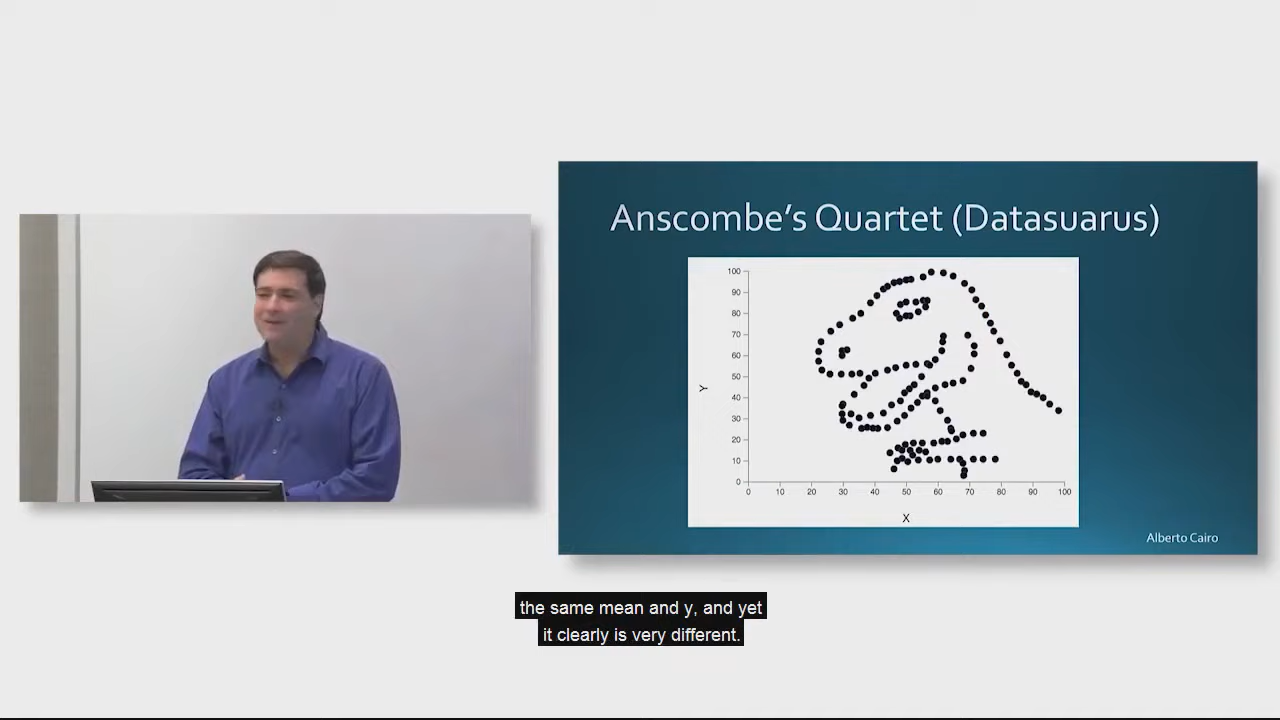 Anscombe's Quartet (Datasuarus)
100
90
80
70
60
50
40
30
20
10
0
Y
0 10 20 30 40 50 60 70 80 90 100
X
Alberto Cairo
the same mean and y, and yet
it clearly is very different.